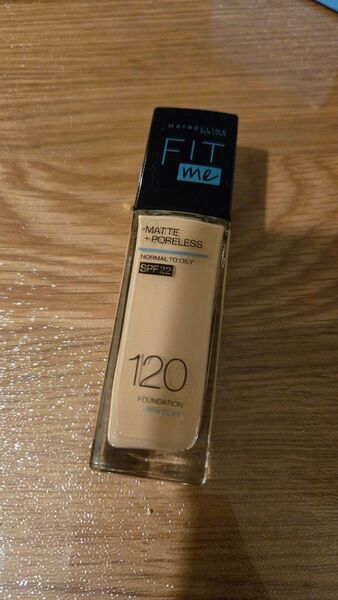 MAYBELLINE
NEW YORK
FIT
me
MATTE
+PORELESS
NORMAL TO OILY
SPF 22
120
FOUNDATION